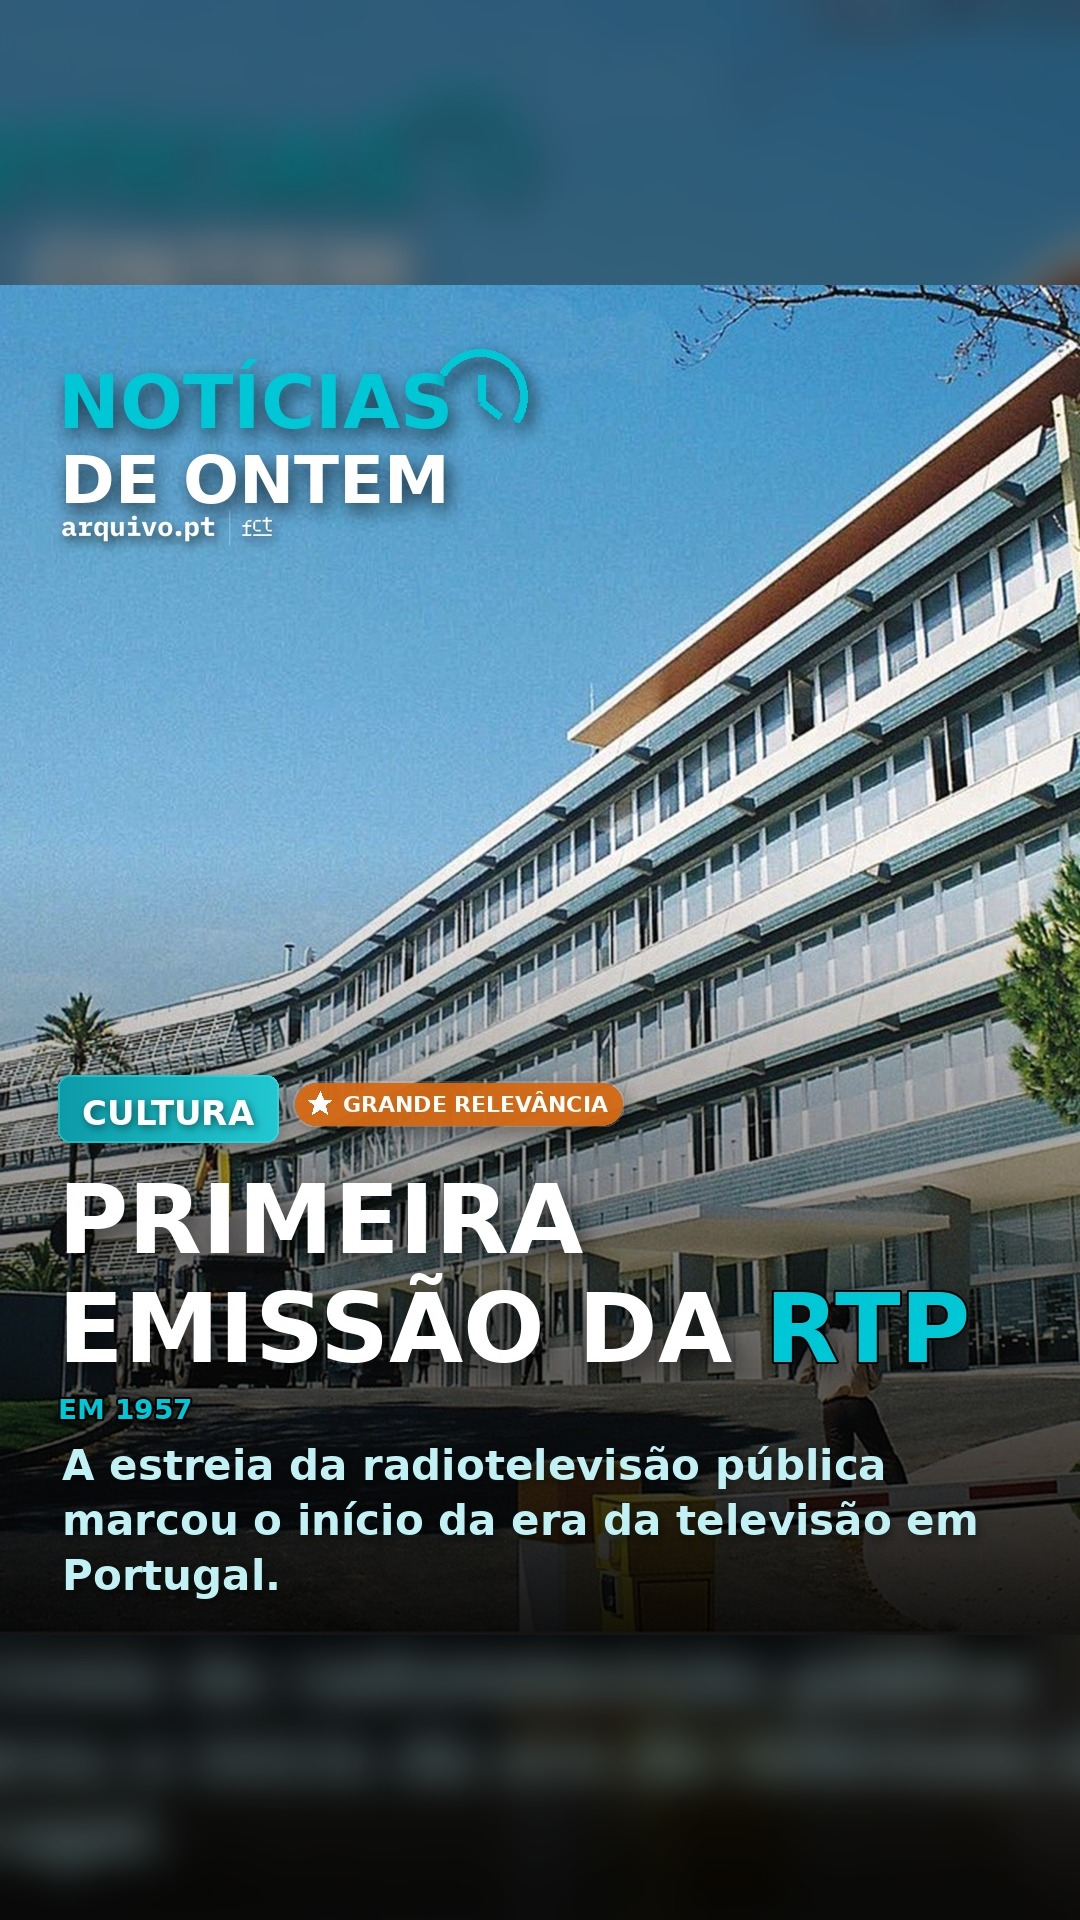 NOTÍCIAS
DE ONTEM
arquivo.pt | fct
CULTURA
GRANDE RELEVÂNCIA
PRIMEIRA
EMISSÃO DA RTP
EM 1957
A estreia da radiotelevisão pública
marcou o início da era da televisão em
Portugal.